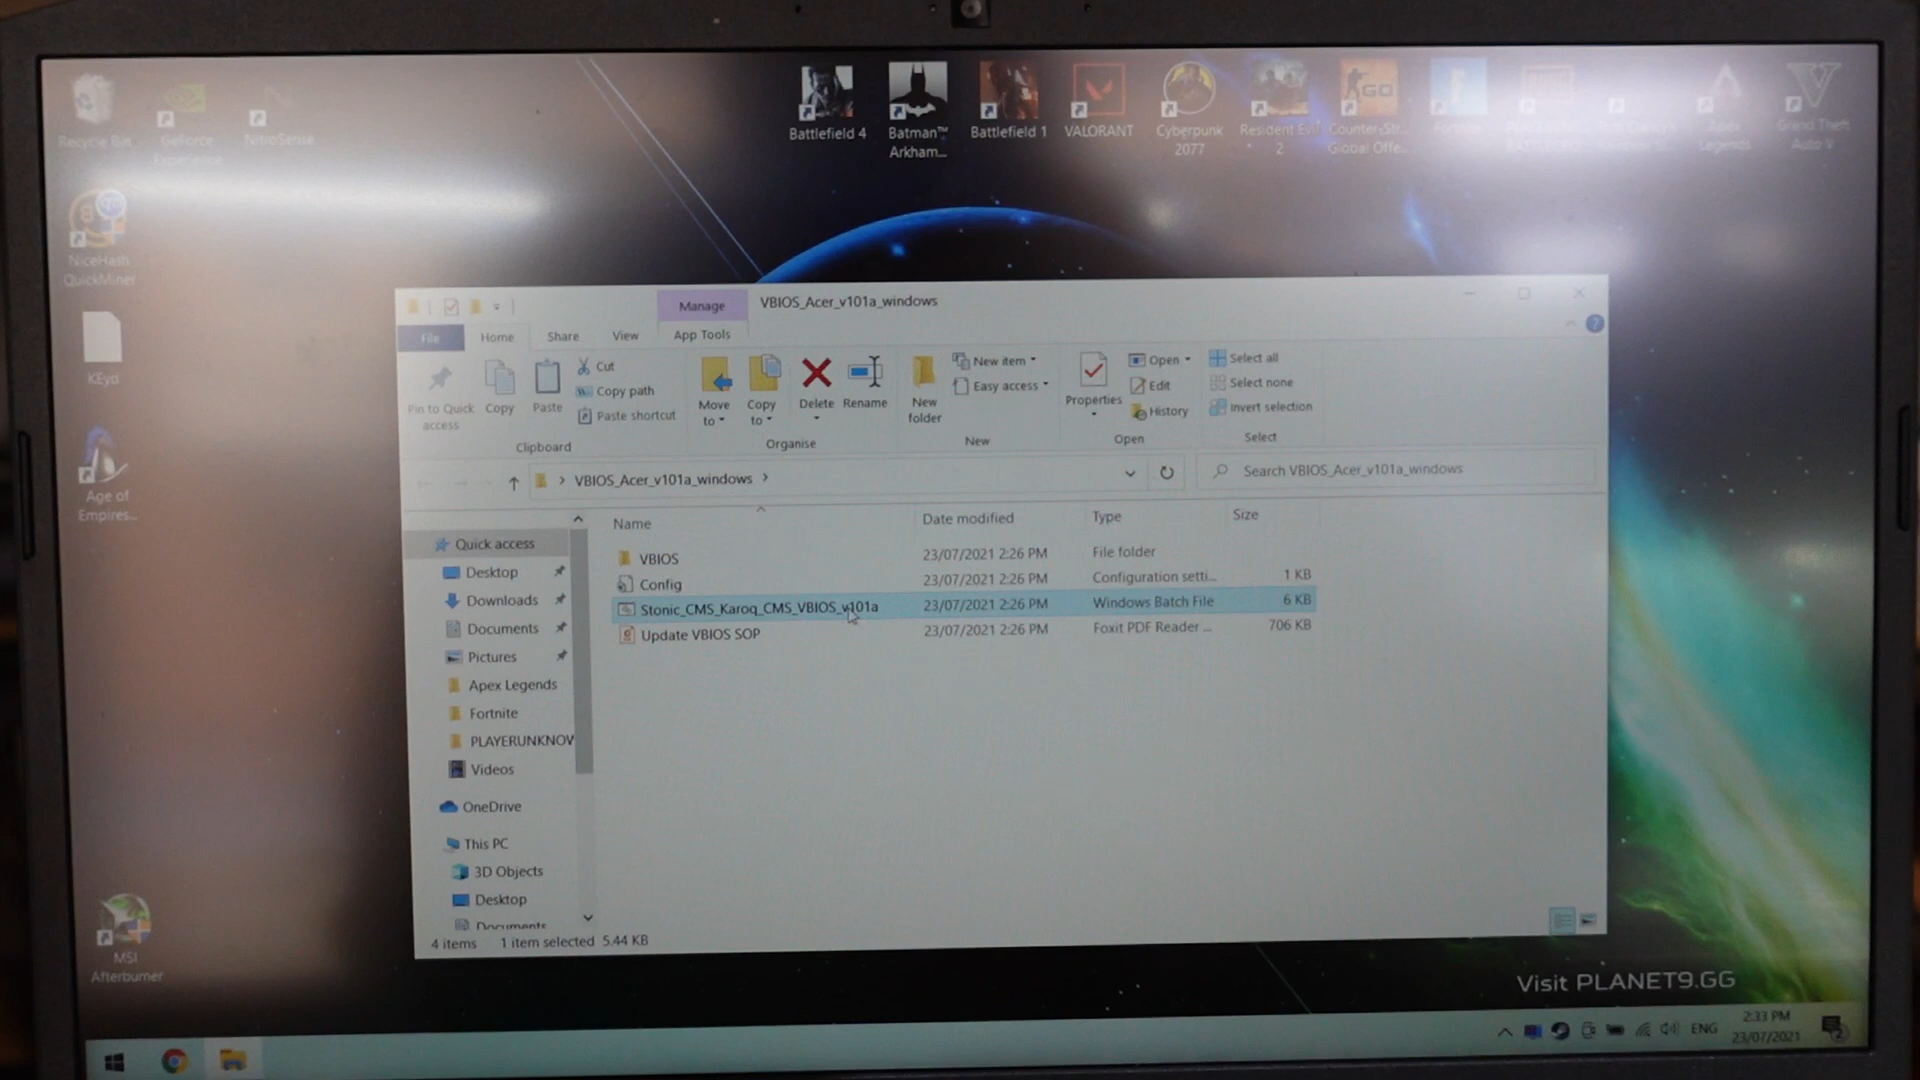 Recycle Bin
GeForce
Experience
NitroSense
Battlefield 4
Batman™
Arkham...
Battlefield 1
VALORANT
Cyberpunk
2077
Resident Evil
2
Counter-Str...
Global Offe...
Fortnite
Apex
Legends
Grand Theft
Auto V
GO
NiceHash
QuickMiner
KEyd
Age of
Empires...
MSI
Afterburner
Manage
VBIOS_Acer_v101a_windows
File
Home
Share
View
App Tools
Pin to Quick
access
Copy
Paste
Cut
Copy path
Paste shortcut
Clipboard
Move
to
Copy
to
Delete
Rename
Organise
New
folder
New item
Easy access
New
Properties
Open
Edit
History
Open
Select all
Select none
Invert selection
Select
VBIOS_Acer_v101a_windows
Search VBIOS_Acer_v101a_windows
Name
Date modified
Type
Size
VBIOS
23/07/2021 2:26 PM
File folder
Config
23/07/2021 2:26 PM
Configuration setti...
1 KB
Stonic_CMS_Karoq_CMS_VBIOS_v101a
23/07/2021 2:26 PM
Windows Batch File
6 KB
Update VBIOS SOP
23/07/2021 2:26 PM
Foxit PDF Reader ...
706 KB
Quick access
Desktop
Downloads
Documents
Pictures
Apex Legends
Fortnite
PLAYERUNKNOW
Videos
OneDrive
This PC
3D Objects
Desktop
Documents
4 items
1 item selected 5.44 KB
Visit PLANET9.GG
ENG
2:33 PM
23/07/2021
2